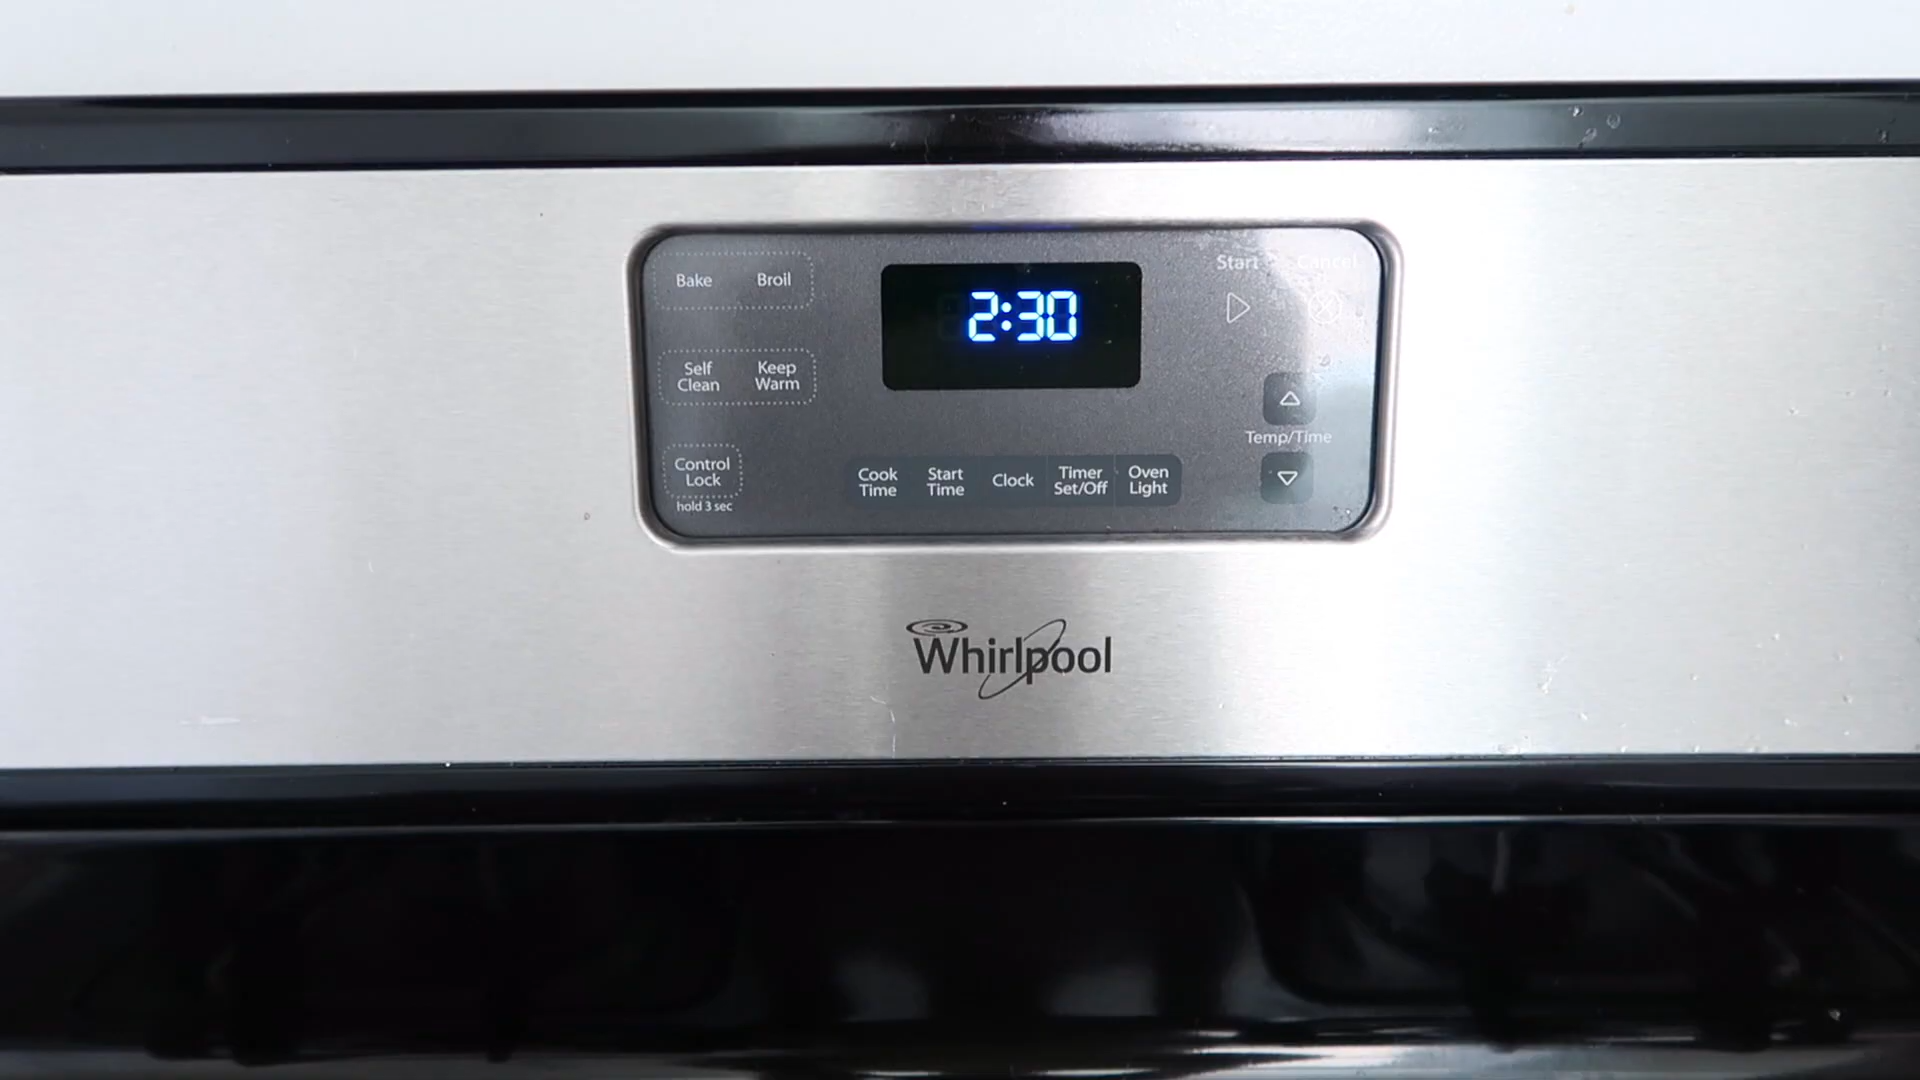 Bake Broil
2:30
Start Cancel
Self Clean
Keep Warm
Temp/Time
Control Lock
hold 3 sec
Cook Time
Start Time
Clock
Timer Set/Off
Oven Light
Whirlpool